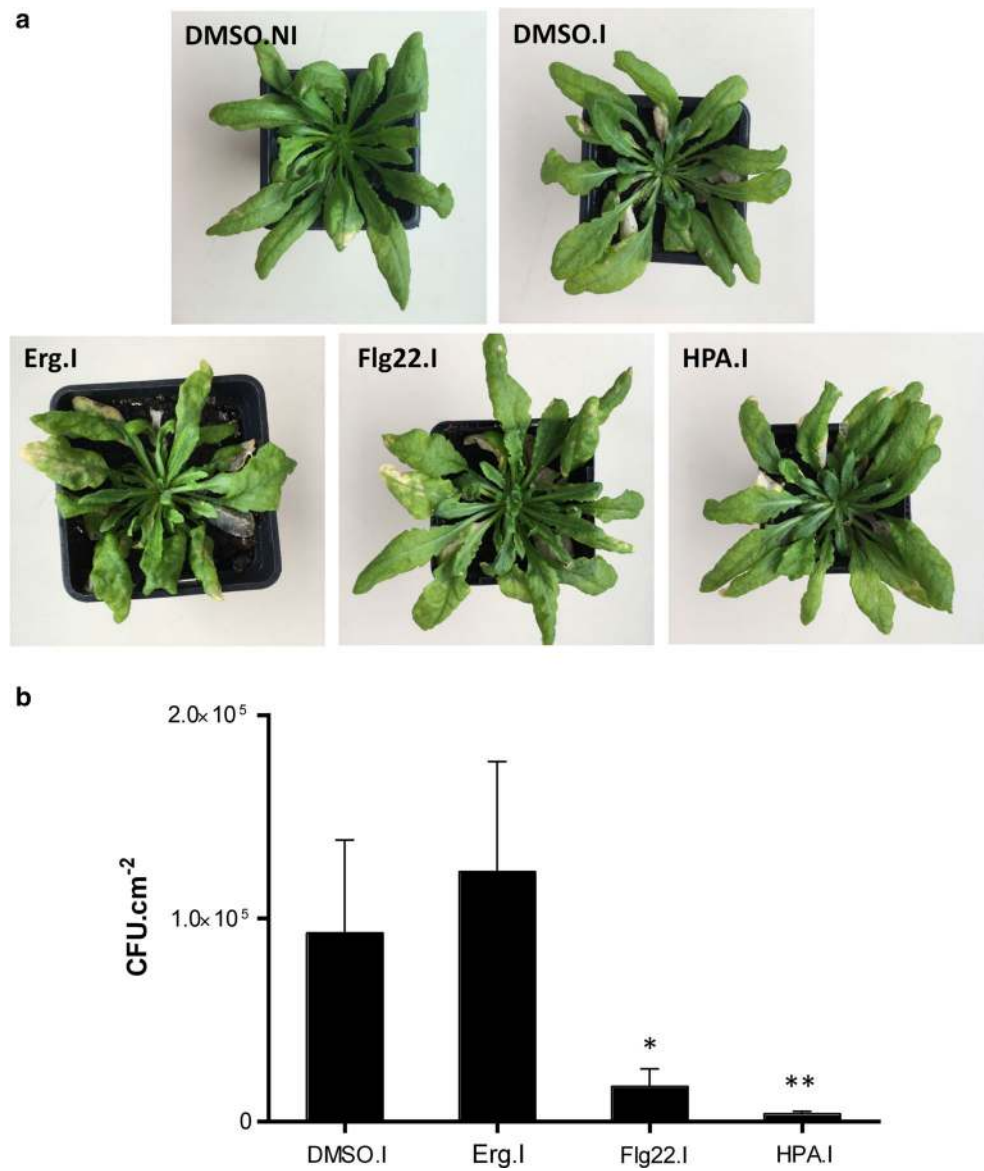 a
DMSO.NI
DMSO.I
Erg.I
Flg22.I
HPA.I
b
2.0×10⁵
1.0×10⁵
0
CFU.cm⁻²
*
**
DMSO.I
Erg.I
Flg22.I
HPA.I